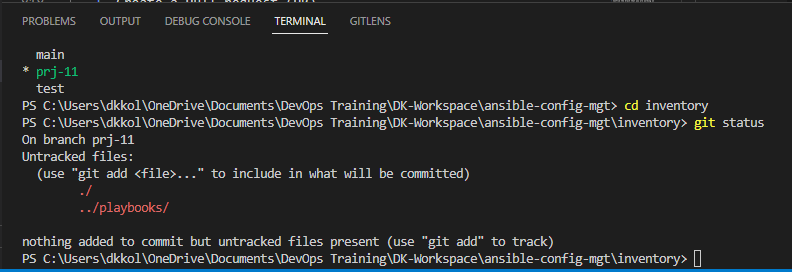 PROBLEMS OUTPUT DEBUG CONSOLE TERMINAL GITLENS
main
* prj-11
test
PS C:\Users\dkkol\OneDrive\Documents\DevOps Training\DK-Workspace\ansible-config-mgt> cd inventory
PS C:\Users\dkkol\OneDrive\Documents\DevOps Training\DK-Workspace\ansible-config-mgt\inventory> git status
On branch prj-11
Untracked files:
(use "git add <file>..." to include in what will be committed)
./
../playbooks/
nothing added to commit but untracked files present (use "git add" to track)
PS C:\Users\dkkol\OneDrive\Documents\DevOps Training\DK-Workspace\ansible-config-mgt\inventory>